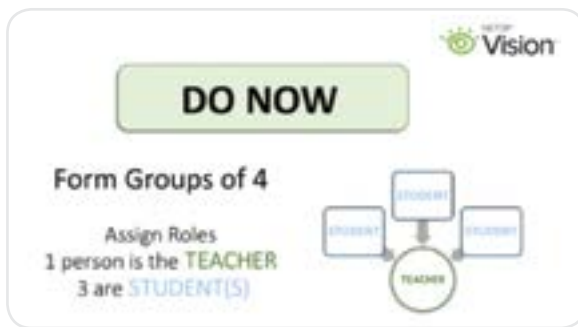 NETOP
Vision
DO NOW
Form Groups of 4
Assign Roles
1 person is the TEACHER
3 are STUDENT(S)
STUDENT
STUDENT
STUDENT
TEACHER